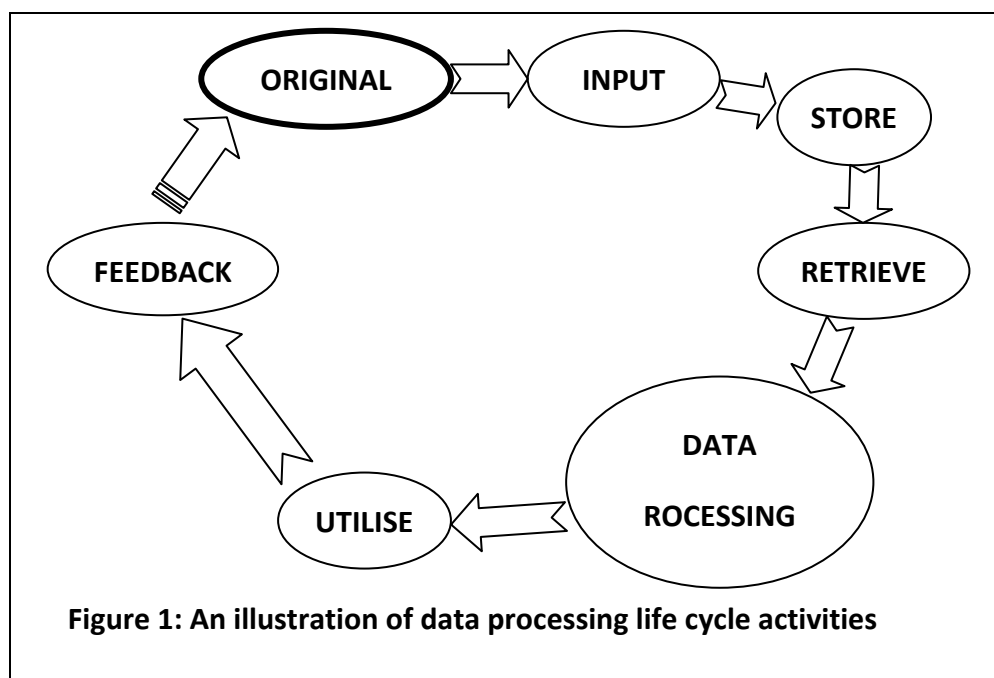 ORIGINAL
INPUT
STORE
RETRIEVE
DATA
ROCESSING
UTILISE
FEEDBACK
Figure 1: An illustration of data processing life cycle activities